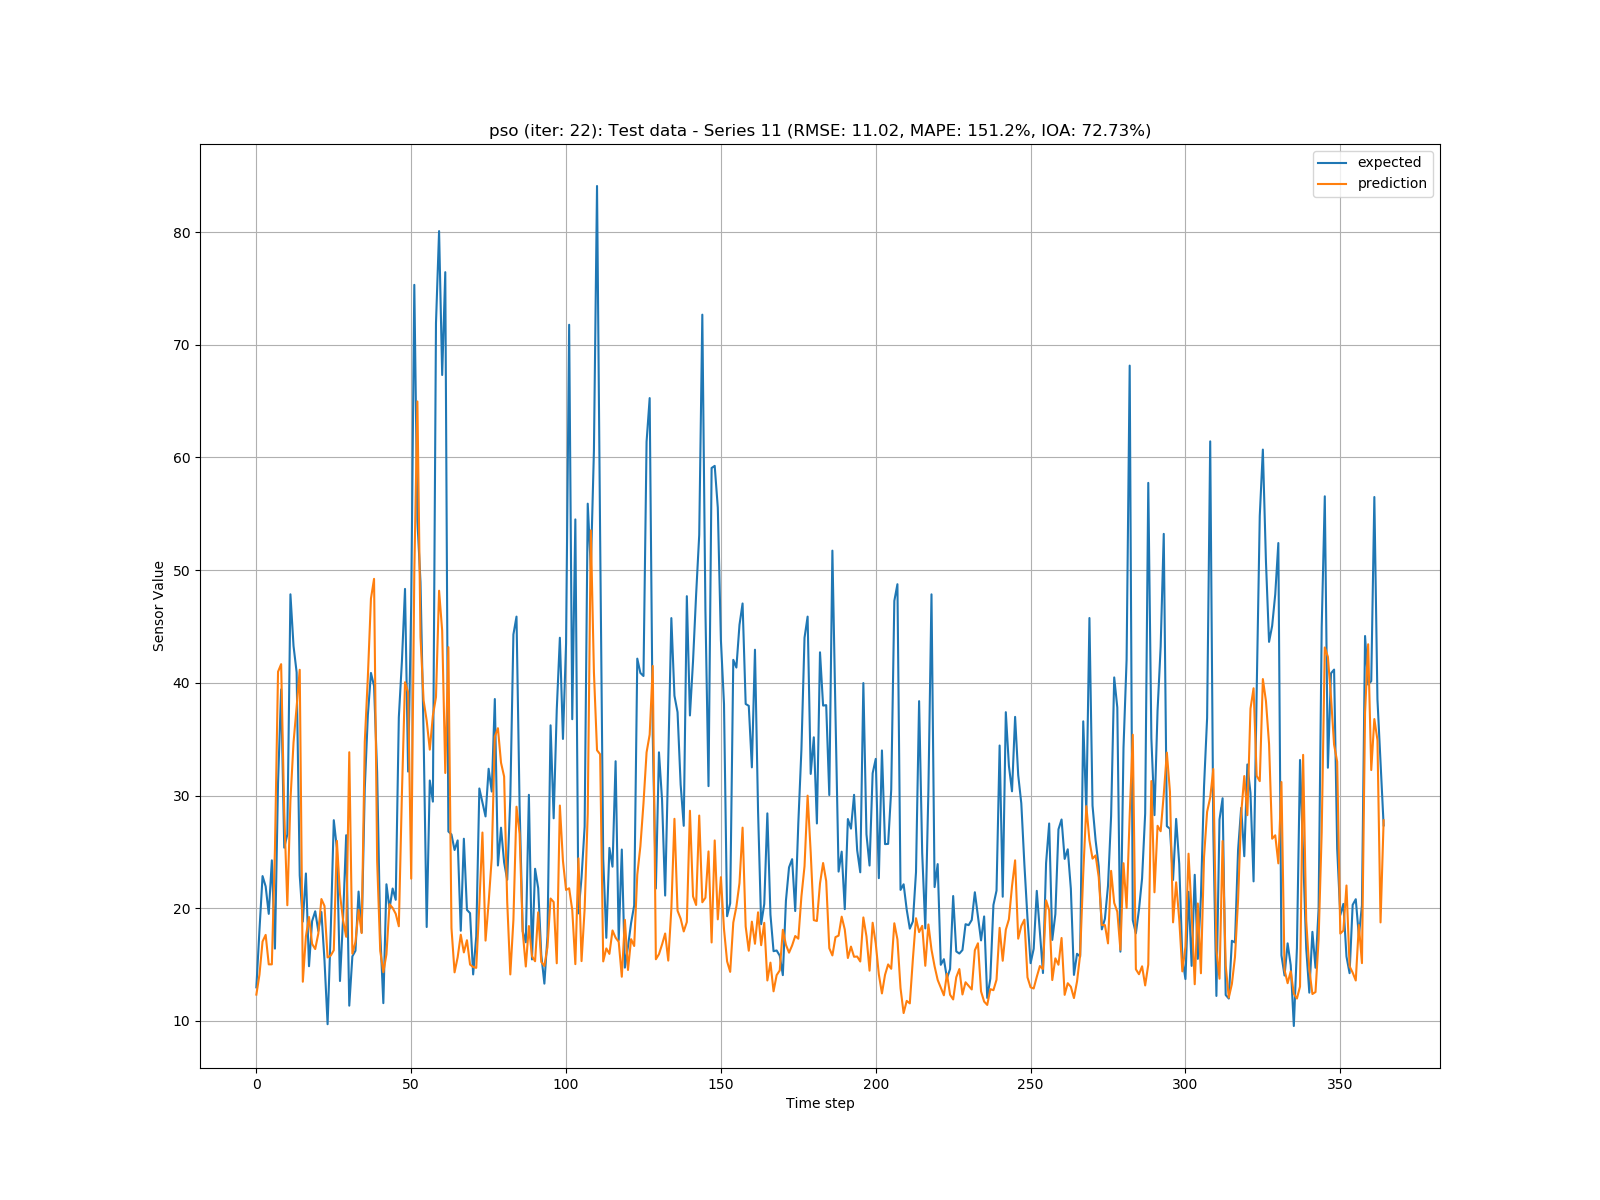 pso (iter: 22): Test data - Series 11 (RMSE: 11.02, MAPE: 151.2%, IOA: 72.73%)
expected
prediction
80
70
60
50
40
30
20
10
Sensor Value
0 50 100 150 200 250 300 350
Time step